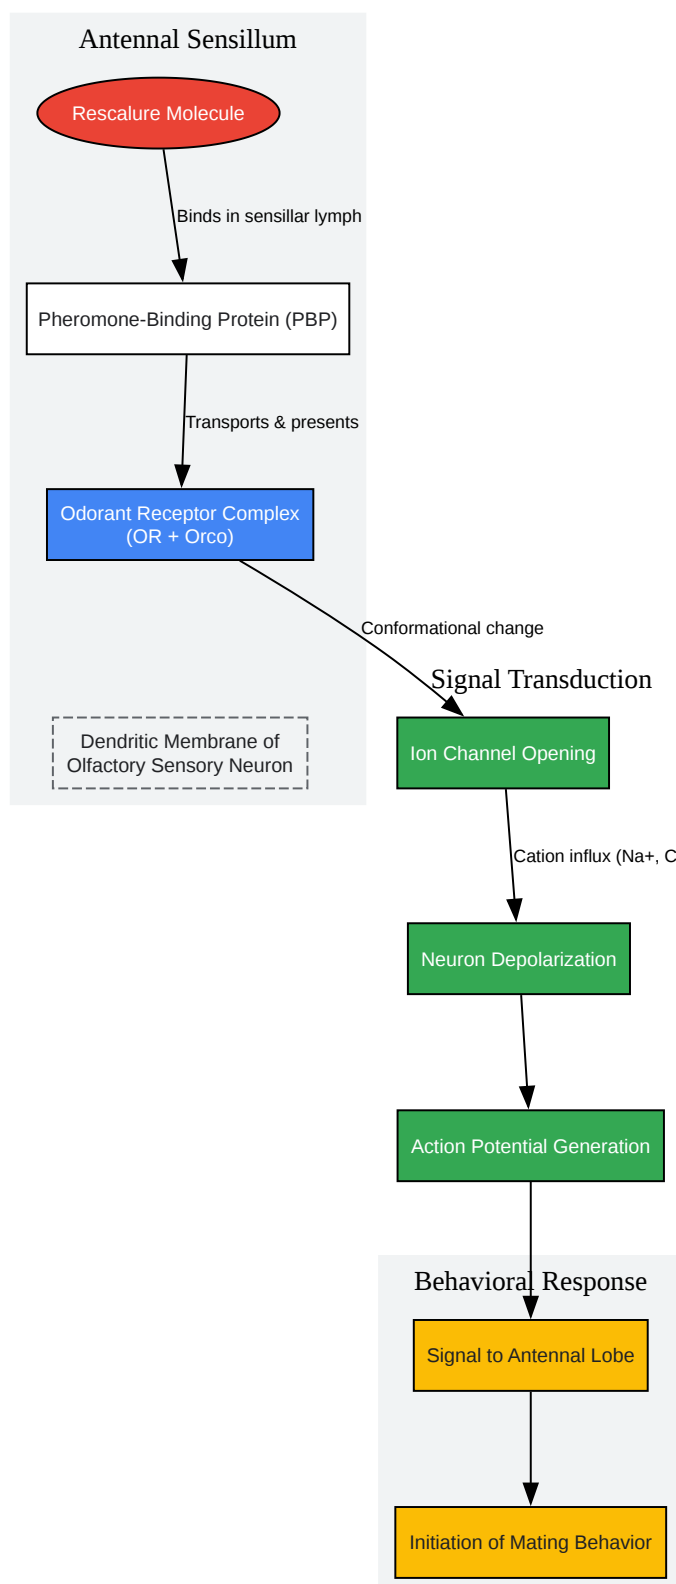 Antennal Sensillum
Rescalure Molecule
Binds in sensillar lymph
Pheromone-Binding Protein (PBP)
Transports & presents
Odorant Receptor Complex
(OR + Orco)
Conformational change
Signal Transduction
Dendritic Membrane of
Olfactory Sensory Neuron
Ion Channel Opening
Cation influx (Na+, C
Neuron Depolarization
Action Potential Generation
Behavioral Response
Signal to Antennal Lobe
Initiation of Mating Behavior